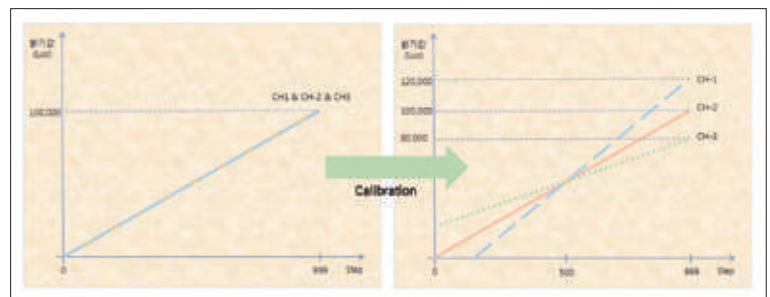 밝기값
(Lux)
100,000
CH1 & CH-2 & CH3
0
999
Step
Calibration
밝기값
(Lux)
120,000
100,000
80,000
CH-1
CH-2
CH-3
0
500
Step